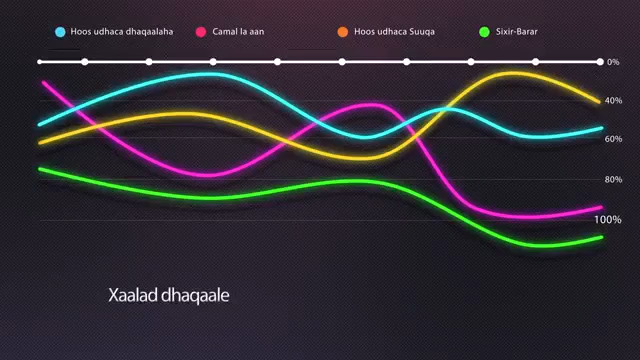 Hoos udhaca dhaqaalaha
Camal la aan
Hoos udhaca Suuqa
Sixir-Barar
0%
40%
60%
80%
100%
Xaalad dhaqaale